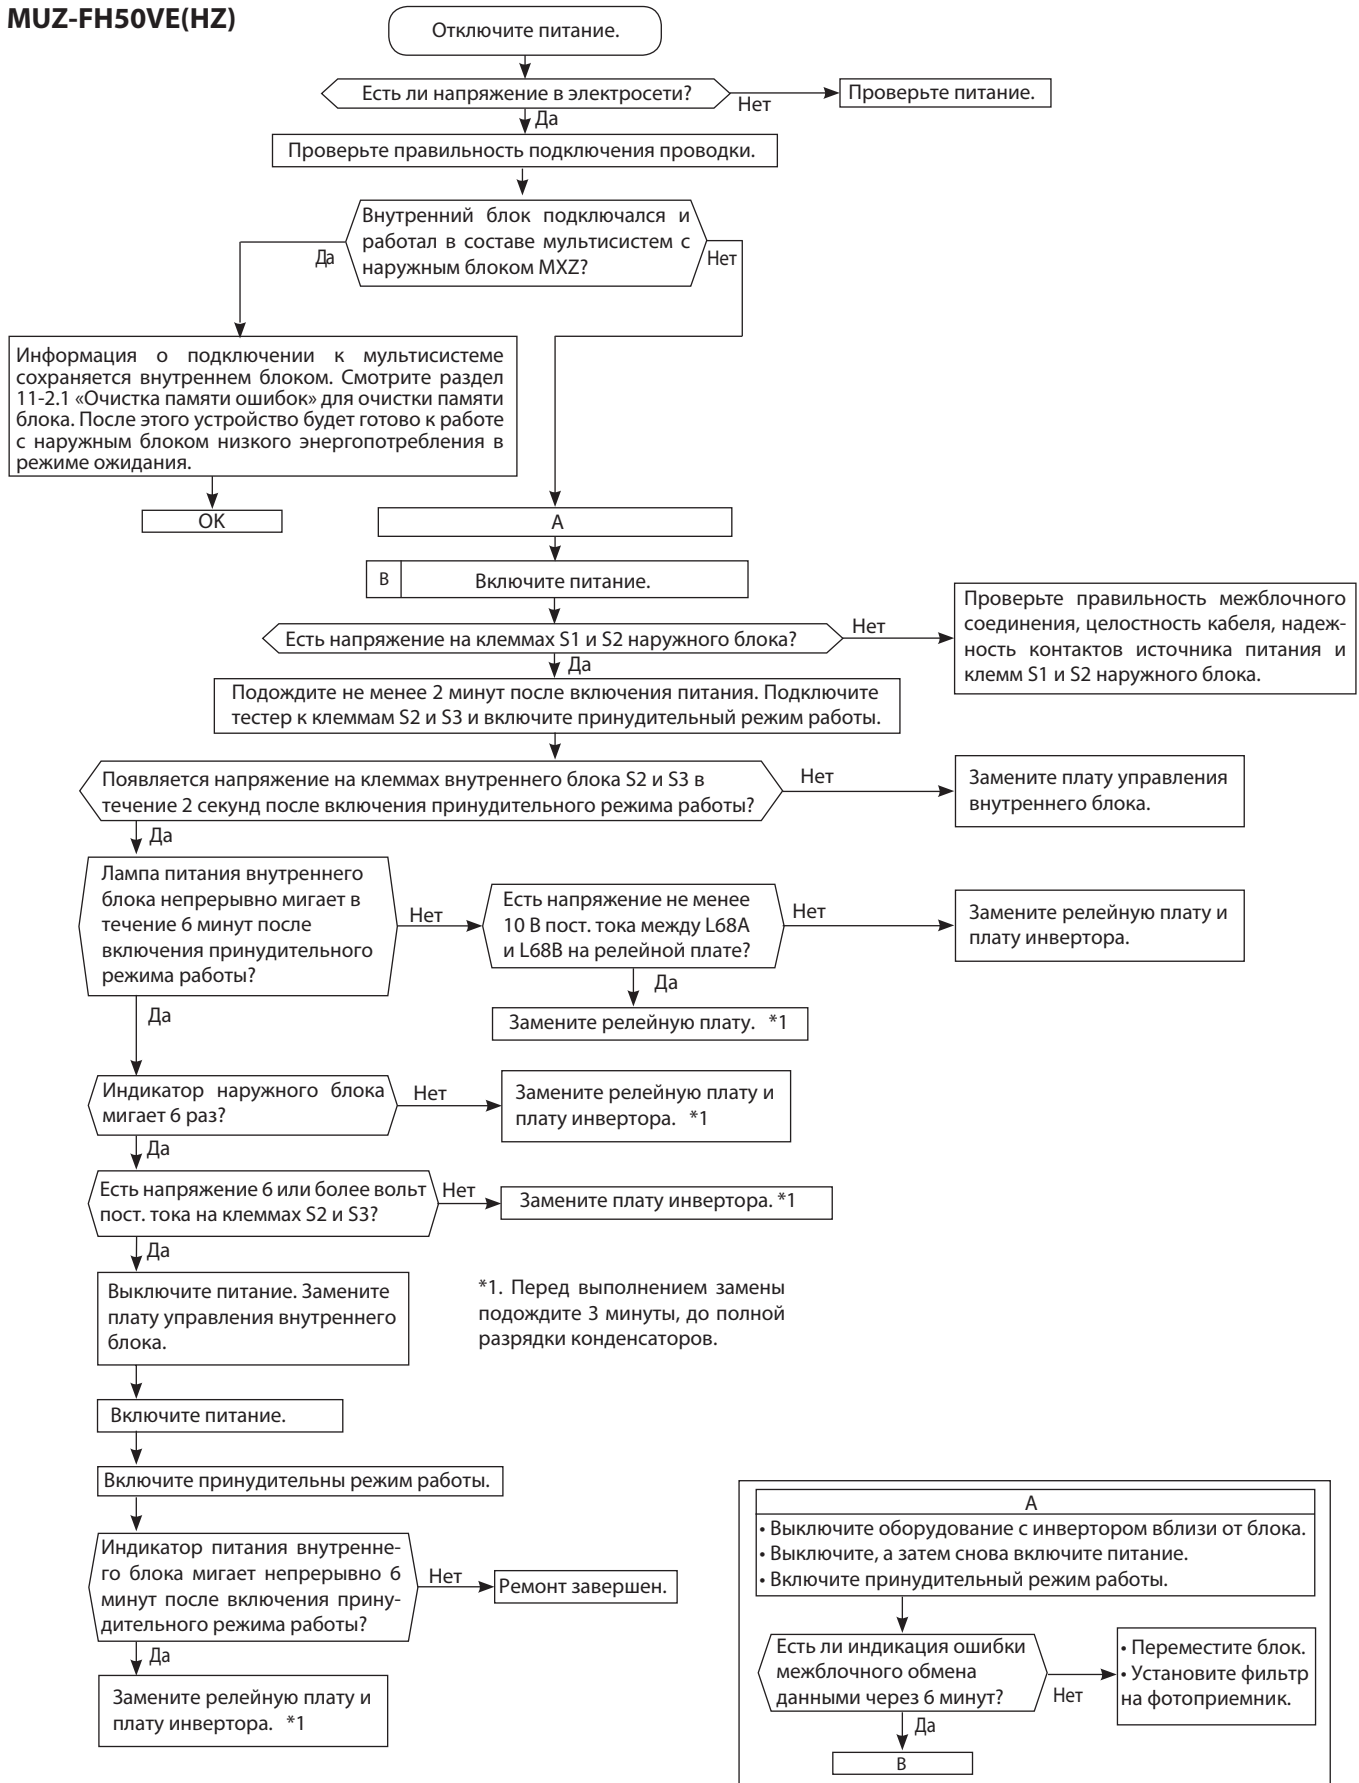 MUZ-FH50VE(HZ)
Отключите питание.
Есть ли напряжение в электросети?
Нет
Проверьте питание.
Да
Проверьте правильность подключения проводки.
Внутренний блок подключался и
работал в составе мультисистем с
наружным блоком MXZ?
Да
Нет
Информация о подключении к мультисистеме
сохраняется внутреннем блоком. Смотрите раздел
11-2.1 «Очистка памяти ошибок» для очистки памяти
блока. После этого устройство будет готово к работе
с наружным блоком низкого энергопотребления в
режиме ожидания.
OK
A
B
Включите питание.
Есть напряжение на клеммах S1 и S2 наружного блока?
Нет
Проверьте правильность межблочного
соединения, целостность кабеля, надеж-
ность контактов источника питания и
клемм S1 и S2 наружного блока.
Да
Подождите не менее 2 минут после включения питания. Подключите
тестер к клеммам S2 и S3 и включите принудительный режим работы.
Появляется напряжение на клеммах внутреннего блока S2 и S3 в
течение 2 секунд после включения принудительного режима работы?
Нет
Замените плату управления
внутреннего блока.
Да
Лампа питания внутреннего
блока непрерывно мигает в
течение 6 минут после
включения принудительного
режима работы?
Нет
Есть напряжение не менее
10 В пост. тока между L68A
и L68B на релейной плате?
Нет
Замените релейную плату и
плату инвертора.
Да
Замените релейную плату. *1
Да
Индикатор наружного блока
мигает 6 раз?
Нет
Замените релейную плату и
плату инвертора. *1
Да
Есть напряжение 6 или более вольт
пост. тока на клеммах S2 и S3?
Нет
Замените плату инвертора. *1
Да
Выключите питание. Замените
плату управления внутреннего
блока.
*1. Перед выполнением замены
подождите 3 минуты, до полной
разрядки конденсаторов.
Включите питание.
Включите принудительны режим работы.
Индикатор питания внутренне-
го блока мигает непрерывно 6
минут после включения прину-
дительного режима работы?
Нет
Ремонт завершен.
Да
Замените релейную плату и
плату инвертора. *1
A
• Выключите оборудование с инвертором вблизи от блока.
• Выключите, а затем снова включите питание.
• Включите принудительный режим работы.
Есть ли индикация ошибки
межблочного обмена
данными через 6 минут?
Нет
• Переместите блок.
• Установите фильтр
на фотоприемник.
Да
B